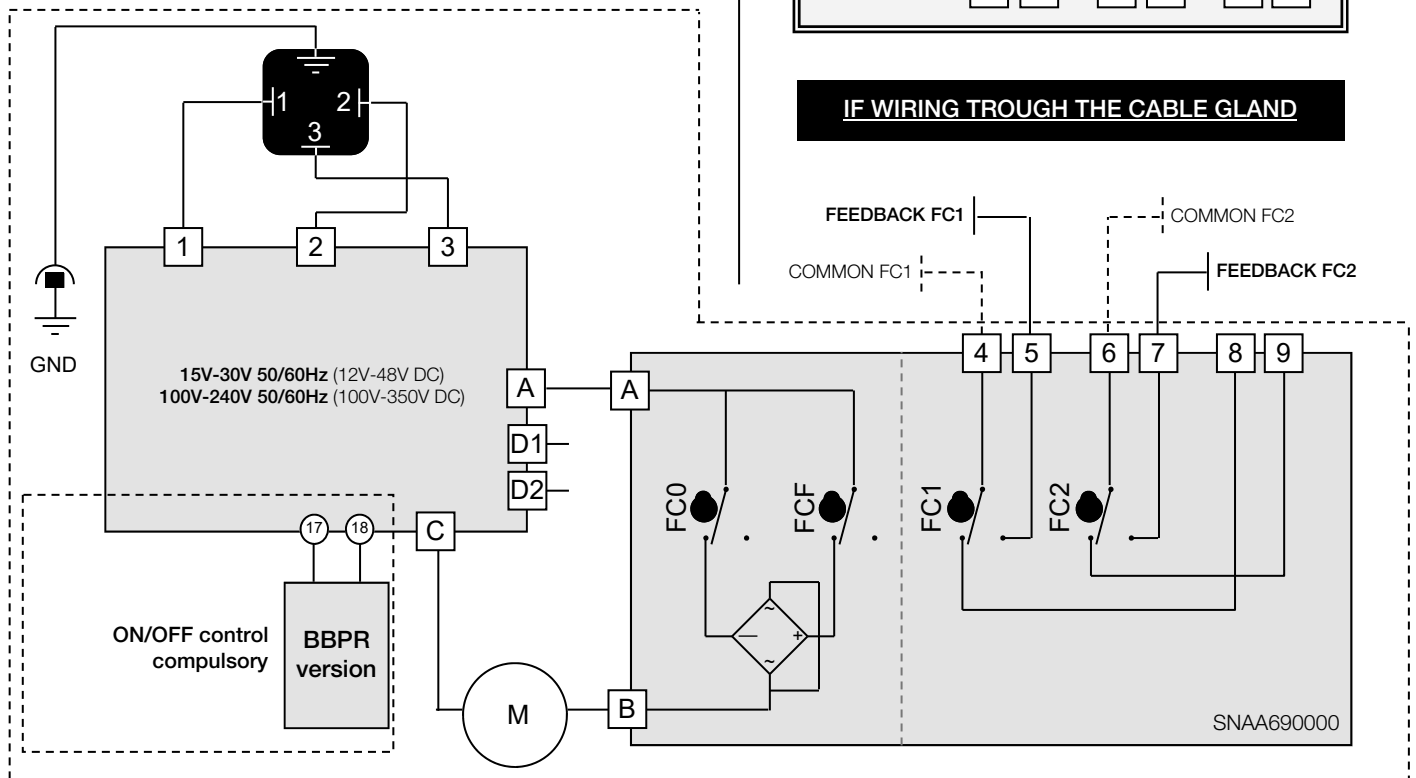 IF WIRING TROUGH THE CABLE GLAND
1
2
3
FEEDBACK FC1
COMMON FC2
COMMON FC1
FEEDBACK FC2
1
2
3
GND
15V-30V 50/60Hz (12V-48V DC)
100V-240V 50/60Hz (100V-350V DC)
A
D1
D2
C
17
18
ON/OFF control
compulsory
BBPR
version
M
A
B
4
5
6
7
8
9
FC0
FCF
FC1
FC2
~
—
+
~
SNAA690000